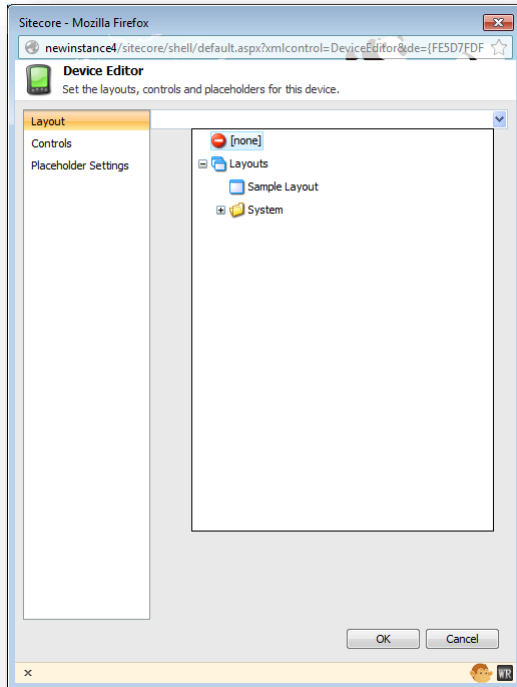 Sitecore - Mozilla Firefox
newinstance4/sitecore/shell/default.aspx?xmlcontrol=DeviceEditor&de={FE5D7FDF
Device Editor
Set the layouts, controls and placeholders for this device.
Layout
Controls
Placeholder Settings
[none]
Layouts
Sample Layout
System
OK
Cancel
×
WR